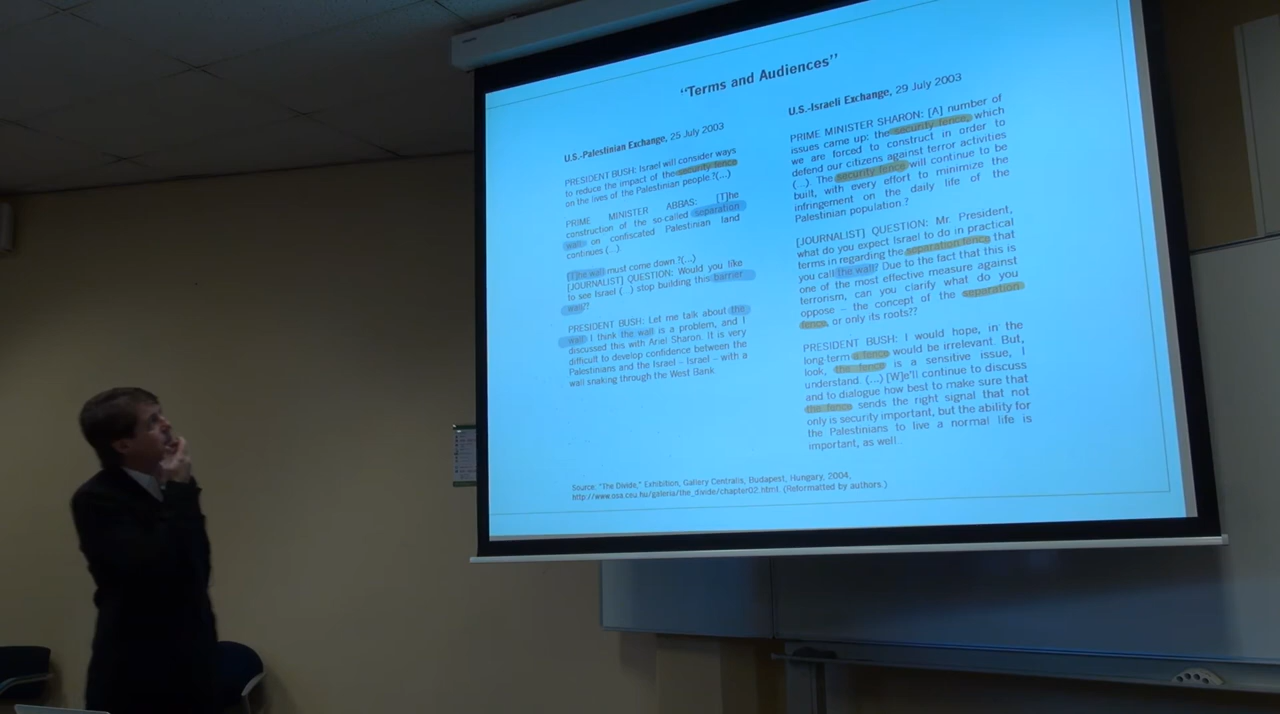 "Terms and Audiences"
U.S.-Palestinian Exchange, 25 July 2003
PRESIDENT BUSH: Israel will consider ways
to reduce the impact of the security fence
on the lives of the Palestinian people.?(...)
PRIME MINISTER ABBAS: [T]he
construction of the so-called separation
wall on confiscated Palestinian land
continues (...).
[T]he wall must come down ?(...)
[JOURNALIST] QUESTION: Would you like
to see Israel (...) stop building this barrier
wall??
PRESIDENT BUSH: Let me talk about the
wall. I think the wall is a problem, and I
discussed this with Ariel Sharon. It is very
difficult to develop confidence between the
Palestinians and the Israel – Israel – with a
wall snaking through the West Bank.
U.S.-Israeli Exchange, 29 July 2003
PRIME MINISTER SHARON: [A] number of
issues came up: the security fence, which
we are forced to construct in order to
defend our citizens against terror activities
(...). The security fence will continue to be
built, with every effort to minimize the
infringement on the daily life of the
Palestinian population.?
[JOURNALIST] QUESTION: Mr. President,
what do you expect Israel to do in practical
terms in regarding the separation fence that
you call the wall? Due to the fact that this is
one of the most effective measure against
terrorism, can you clarify what do you
oppose – the concept of the separation
fence, or only its roots??
PRESIDENT BUSH: I would hope, in the
long-term a fence would be irrelevant. But,
look, the fence is a sensitive issue, I
understand. (...) [W]e'll continue to discuss
and to dialogue how best to make sure that
the fence sends the right signal that not
only is security important, but the ability for
the Palestinians to live a normal life is
important, as well.
Source: "The Divide," Exhibition, Gallery Centralis, Budapest, Hungary, 2004,
http://www.osa.ceu.hu/galeria/the_divide/chapter02.html. (Reformatted by authors.)